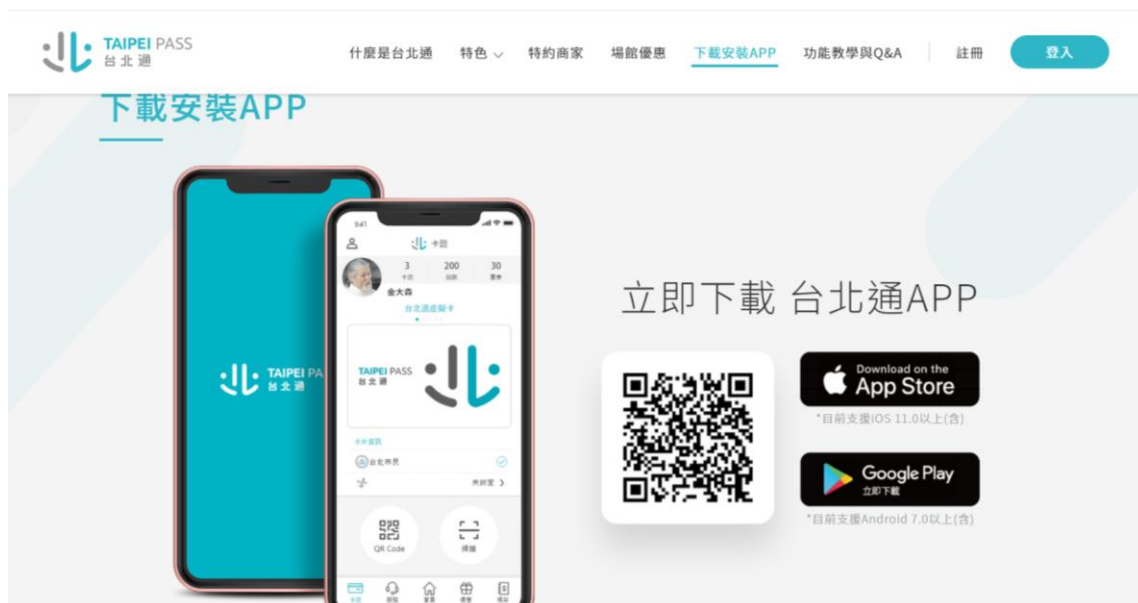 TAIPEI PASS
台北通
什麼是台北通 特色 特約商家 場館優惠 下載安裝APP 功能教學與Q&A 註冊 登入
下載安裝APP
TAIPEI PA
台北通
9:41
卡證
3 200 30
卡證
金大森
台北通虛擬卡
TAIPEI PASS
台北通
卡片資訊
台北市民
未綁定
QR Code 掃描
立即下載 台北通APP
Download on the
App Store
*目前支援iOS 11.0以上(含)
Google Play
立即下載
*目前支援Android 7.0以上(含)